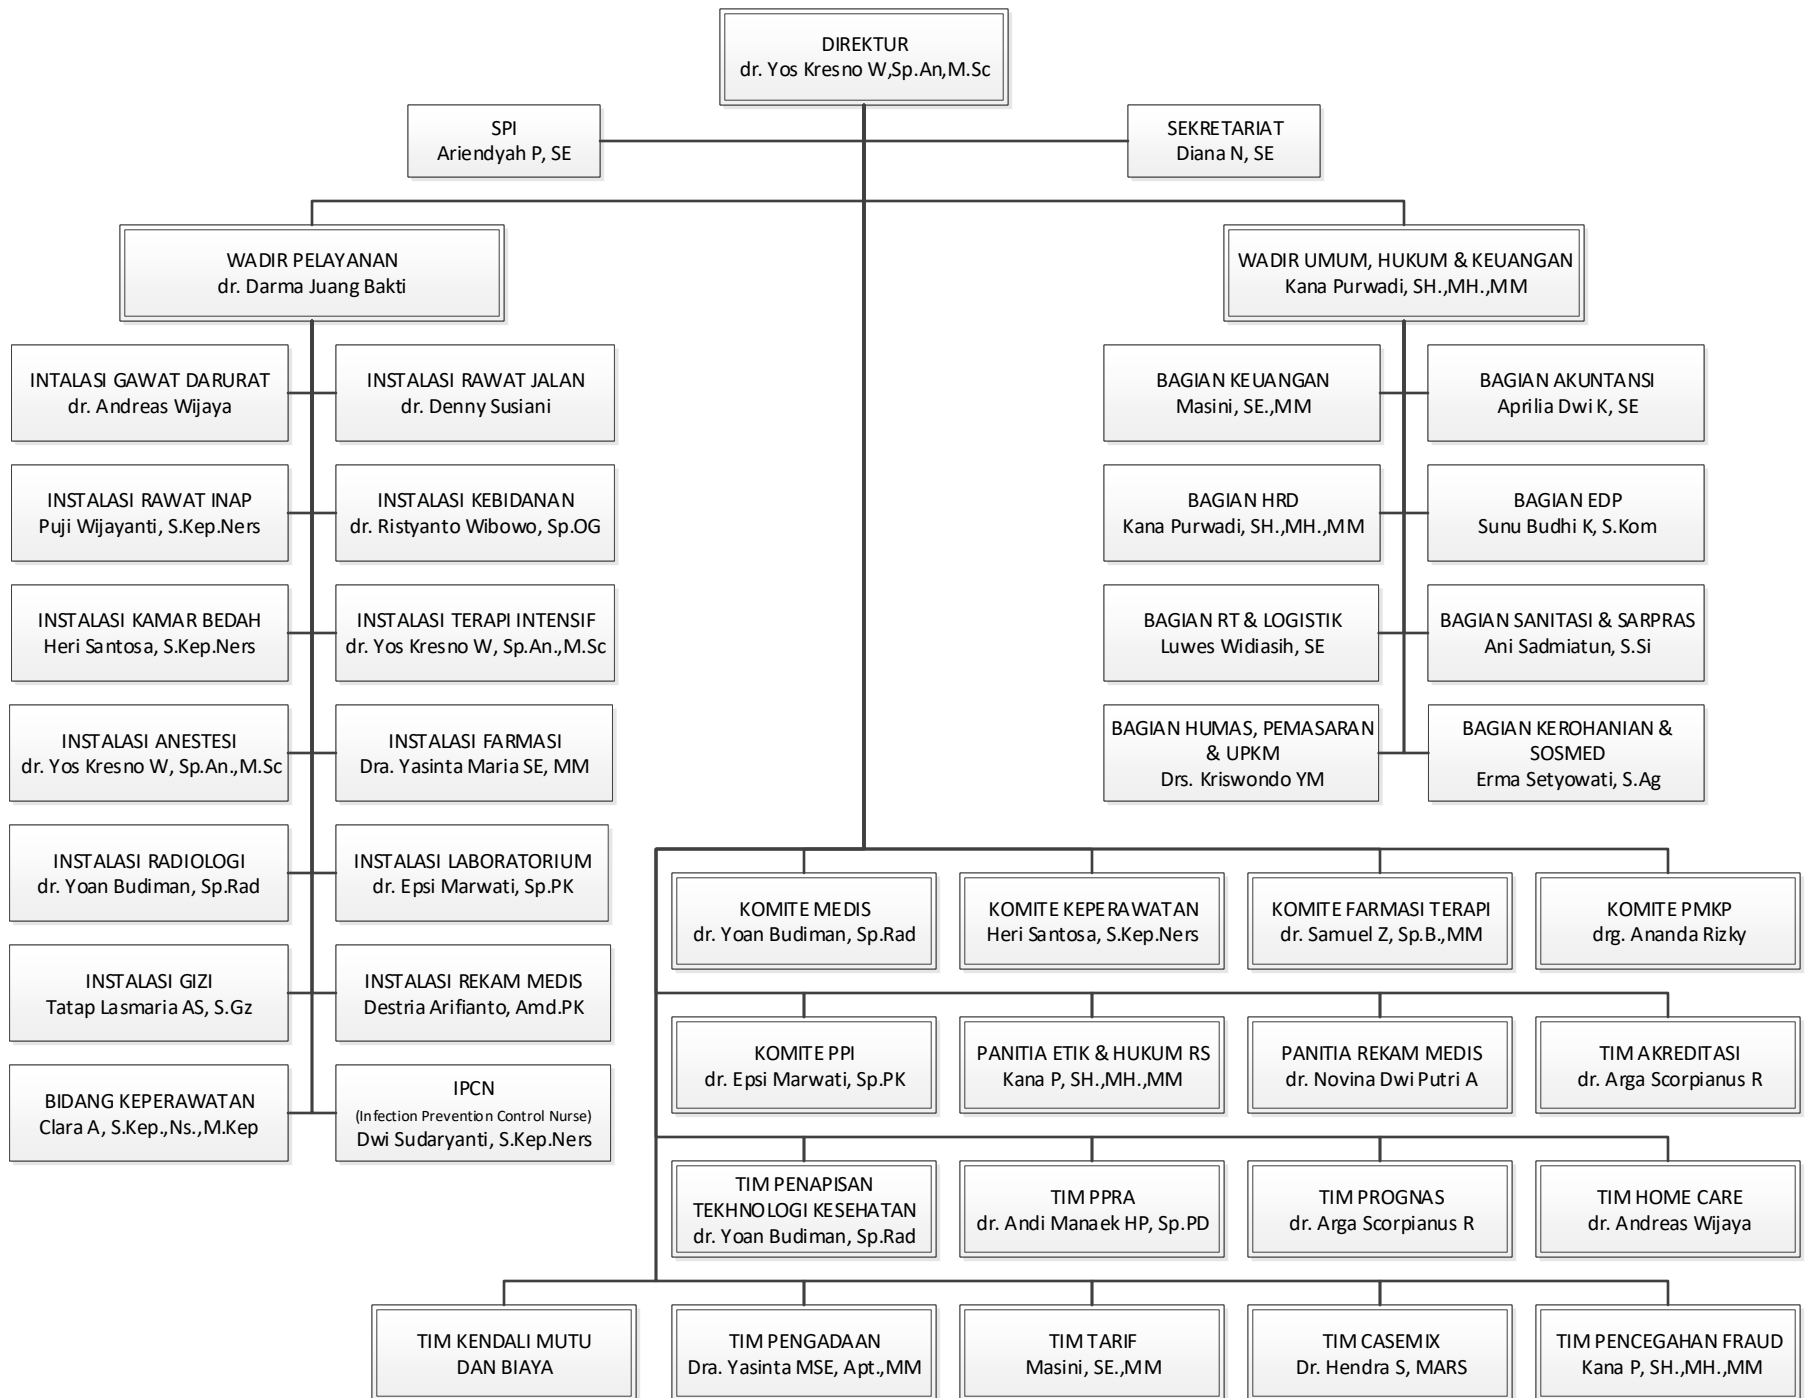 DIREKTUR
dr. Yos Kresno W,Sp.An,M.Sc
SPI
Ariendyah P, SE
SEKRETARIAT
Diana N, SE
WADIR PELAYANAN
dr. Darma Juang Bakti
WADIR UMUM, HUKUM & KEUANGAN
Kana Purwadi, SH.,MH.,MM
INTALASI GAWAT DARURAT
dr. Andreas Wijaya
INSTALASI RAWAT JALAN
dr. Denny Susiani
BAGIAN KEUANGAN
Masini, SE.,MM
BAGIAN AKUNTANSI
Aprilia Dwi K, SE
INSTALASI RAWAT INAP
Puji Wijayanti, S.Kep.Ners
INSTALASI KEBIDANAN
dr. Ristyanto Wibowo, Sp.OG
BAGIAN HRD
Kana Purwadi, SH.,MH.,MM
BAGIAN EDP
Sunu Budhi K, S.Kom
INSTALASI KAMAR BEDAH
Heri Santosa, S.Kep.Ners
INSTALASI TERAPI INTENSIF
dr. Yos Kresno W, Sp.An.,M.Sc
BAGIAN RT & LOGISTIK
Luwes Widiasih, SE
BAGIAN SANITASI & SARPRAS
Ani Sadmiatun, S.Si
INSTALASI ANESTESI
dr. Yos Kresno W, Sp.An.,M.Sc
INSTALASI FARMASI
Dra. Yasinta Maria SE, MM
BAGIAN HUMAS, PEMASARAN
& UPKM
Drs. Kriswondo YM
BAGIAN KEROHANIAN &
SOSMED
Erma Setyowati, S.Ag
INSTALASI RADIOLOGI
dr. Yoan Budiman, Sp.Rad
INSTALASI LABORATORIUM
dr. Epsi Marwati, Sp.PK
KOMITE MEDIS
dr. Yoan Budiman, Sp.Rad
KOMITE KEPERAWATAN
Heri Santosa, S.Kep.Ners
KOMITE FARMASI TERAPI
dr. Samuel Z, Sp.B.,MM
KOMITE PMKP
drg. Ananda Rizky
INSTALASI GIZI
Tatap Lasmaria AS, S.Gz
INSTALASI REKAM MEDIS
Destria Arifianto, Amd.PK
KOMITE PPI
dr. Epsi Marwati, Sp.PK
PANITIA ETIK & HUKUM RS
Kana P, SH.,MH.,MM
PANITIA REKAM MEDIS
dr. Novina Dwi Putri A
TIM AKREDITASI
dr. Arga Scorpianus R
BIDANG KEPERAWATAN
Clara A, S.Kep.,Ns.,M.Kep
IPCN
(Infection Prevention Control Nurse)
Dwi Sudaryanti, S.Kep.Ners
TIM PENAPISAN
TEKHNOLOGI KESEHATAN
dr. Yoan Budiman, Sp.Rad
TIM PPRA
dr. Andi Manaek HP, Sp.PD
TIM PROGNAS
dr. Arga Scorpianus R
TIM HOME CARE
dr. Andreas Wijaya
TIM KENDALI MUTU
DAN BIAYA
TIM PENGADAAN
Dra. Yasinta MSE, Apt.,MM
TIM TARIF
Masini, SE.,MM
TIM CASEMIX
Dr. Hendra S, MARS
TIM PENCEGAHAN FRAUD
Kana P, SH.,MH.,MM